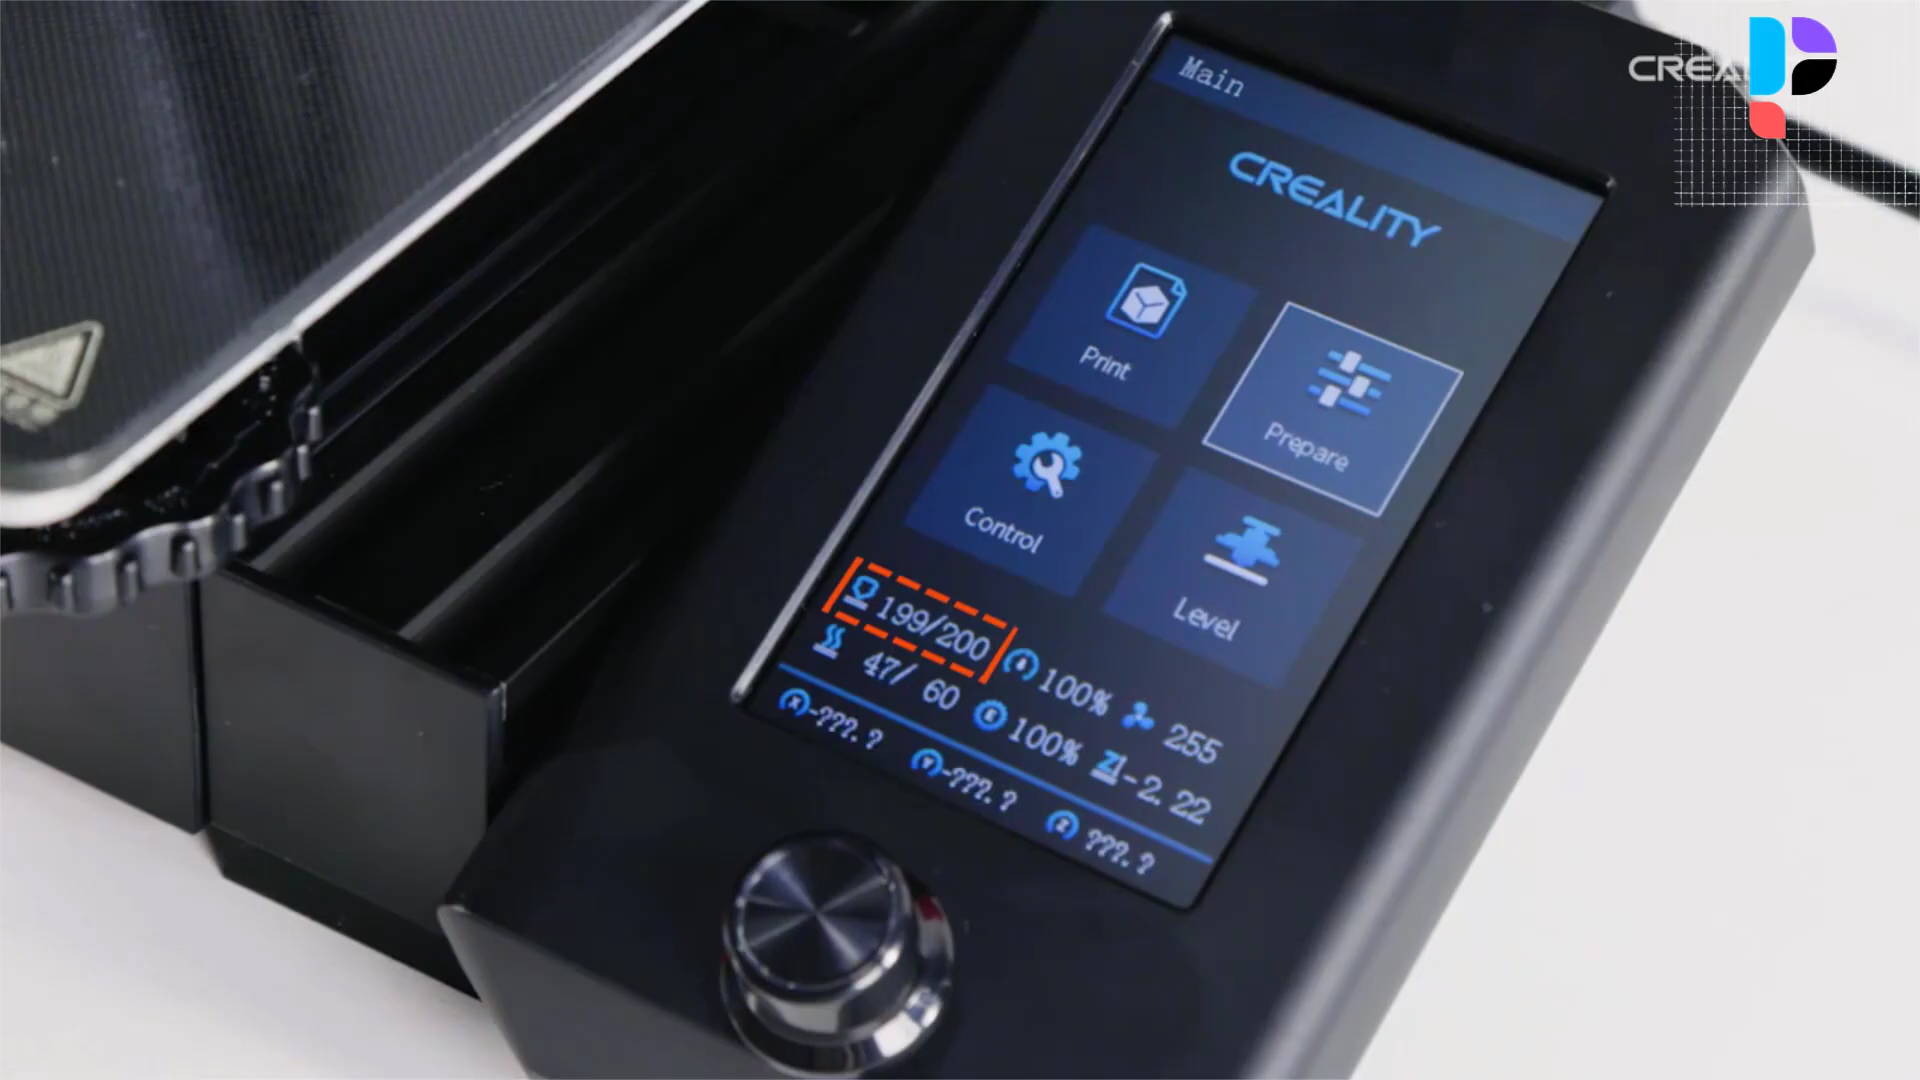 Main
CREA
CREALITY
Print
Prepare
Control
Level
199/200
100%
255
47/ 60
100%
-2.22
X -???.?
Y -???.?
Z ???.?